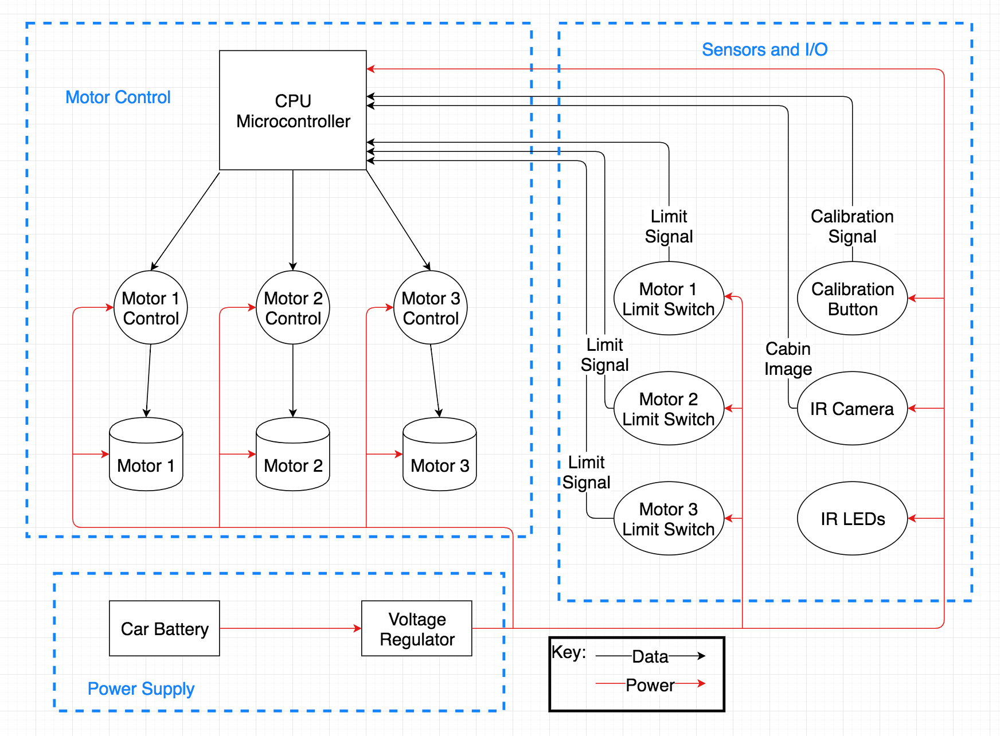 Sensors and I/O
Motor Control
CPU
Microcontroller
Limit
Signal
Calibration
Signal
Motor 1
Control
Motor 2
Control
Motor 3
Control
Motor 1
Limit Switch
Calibration
Button
Limit
Signal
Cabin
Image
Motor 2
Limit Switch
IR Camera
Motor 1
Motor 2
Motor 3
Limit
Signal
Motor 3
Limit Switch
IR LEDs
Car Battery
Voltage
Regulator
Power Supply
Key:
Data
Power